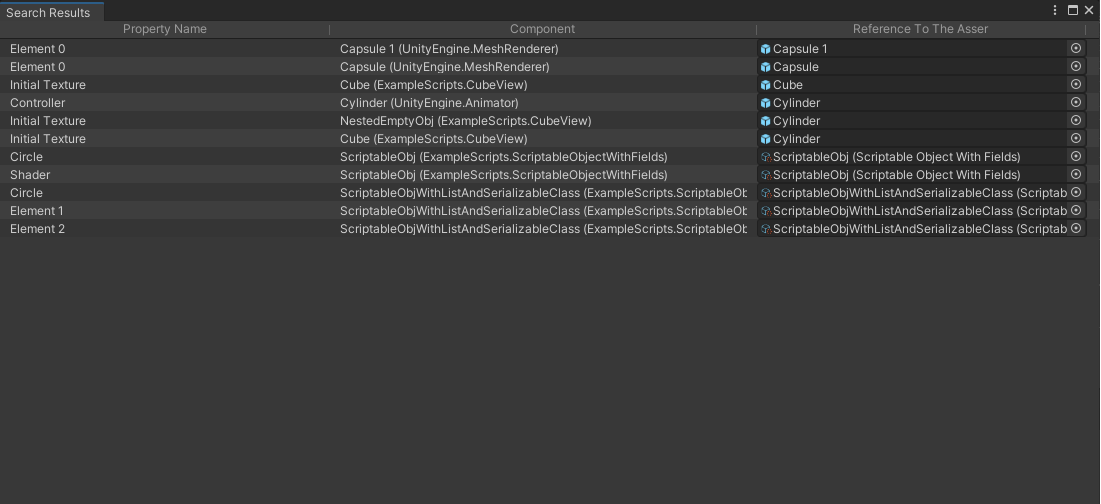 Search Results
Property Name Component Reference To The Asser
Element 0 Capsule 1 (UnityEngine.MeshRenderer) Capsule 1
Element 0 Capsule (UnityEngine.MeshRenderer) Capsule
Initial Texture Cube (ExampleScripts.CubeView) Cube
Controller Cylinder (UnityEngine.Animator) Cylinder
Initial Texture NestedEmptyObj (ExampleScripts.CubeView) Cylinder
Initial Texture Cube (ExampleScripts.CubeView) Cylinder
Circle ScriptableObj (ExampleScripts.ScriptableObjectWithFields) ScriptableObj (Scriptable Object With Fields)
Shader ScriptableObj (ExampleScripts.ScriptableObjectWithFields) ScriptableObj (Scriptable Object With Fields)
Circle ScriptableObjWithListAndSerializableClass (ExampleScripts.ScriptableOb ScriptableObjWithListAndSerializableClass (Scriptab
Element 1 ScriptableObjWithListAndSerializableClass (ExampleScripts.ScriptableOb ScriptableObjWithListAndSerializableClass (Scriptab
Element 2 ScriptableObjWithListAndSerializableClass (ExampleScripts.ScriptableOb ScriptableObjWithListAndSerializableClass (Scriptab